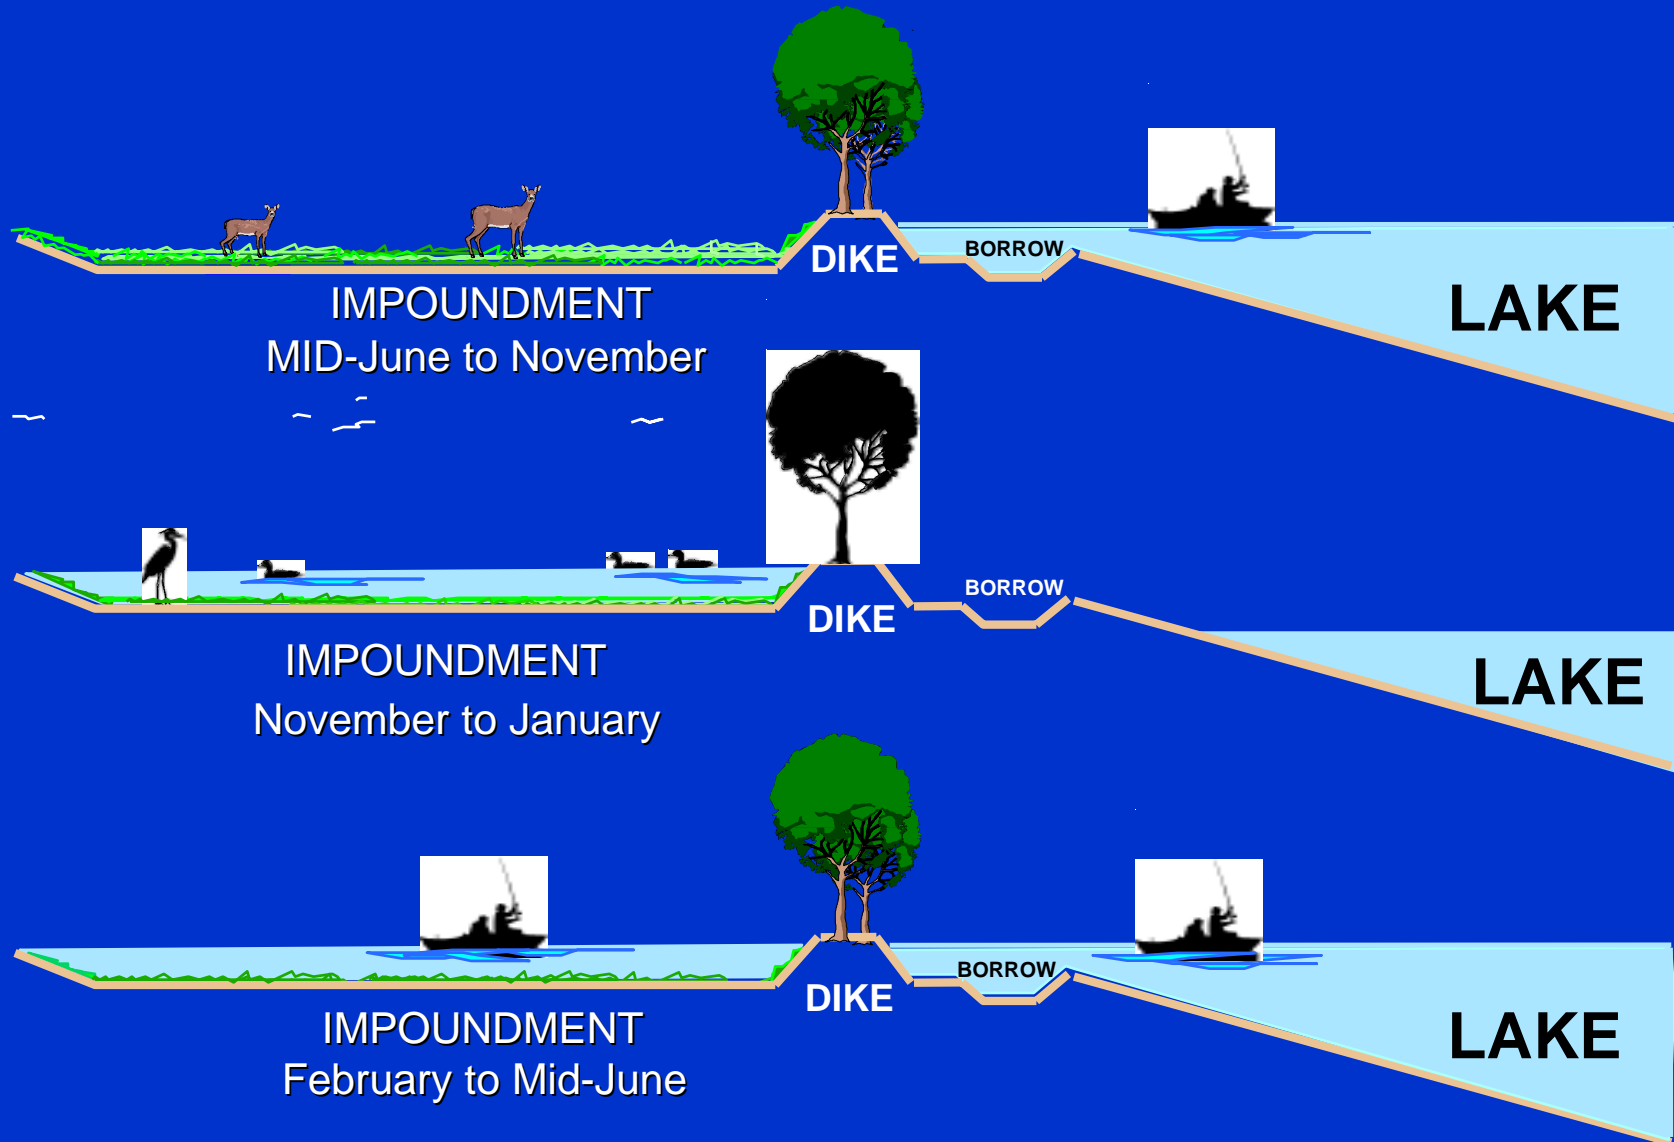 DIKE
BORROW
LAKE
IMPOUNDMENT
MID-June to November
BORROW
DIKE
LAKE
IMPOUNDMENT
November to January
BORROW
DIKE
LAKE
IMPOUNDMENT
February to Mid-June